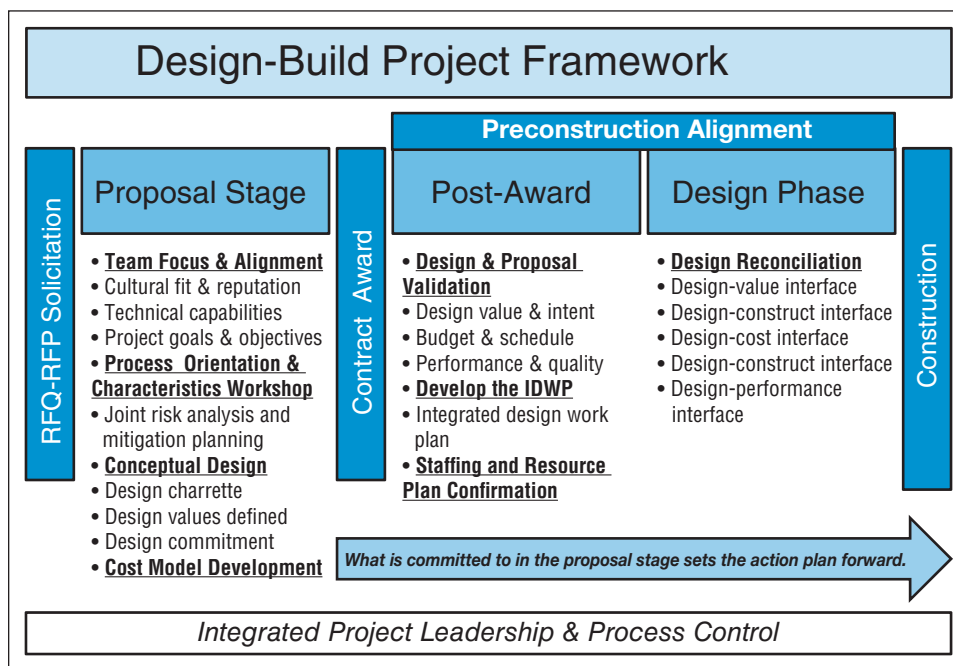 Design-Build Project Framework
Preconstruction Alignment
RFQ-RFP Solicitation
Proposal Stage
• Team Focus & Alignment
• Cultural fit & reputation
• Technical capabilities
• Project goals & objectives
• Process Orientation &
Characteristics Workshop
• Joint risk analysis and
mitigation planning
• Conceptual Design
• Design charrette
• Design values defined
• Design commitment
• Cost Model Development
Contract Award
Post-Award
• Design & Proposal
Validation
• Design value & intent
• Budget & schedule
• Performance & quality
• Develop the IDWP
• Integrated design work
plan
• Staffing and Resource
Plan Confirmation
Design Phase
• Design Reconciliation
• Design-value interface
• Design-construct interface
• Design-cost interface
• Design-construct interface
• Design-performance
interface
Construction
What is committed to in the proposal stage sets the action plan forward.
Integrated Project Leadership & Process Control